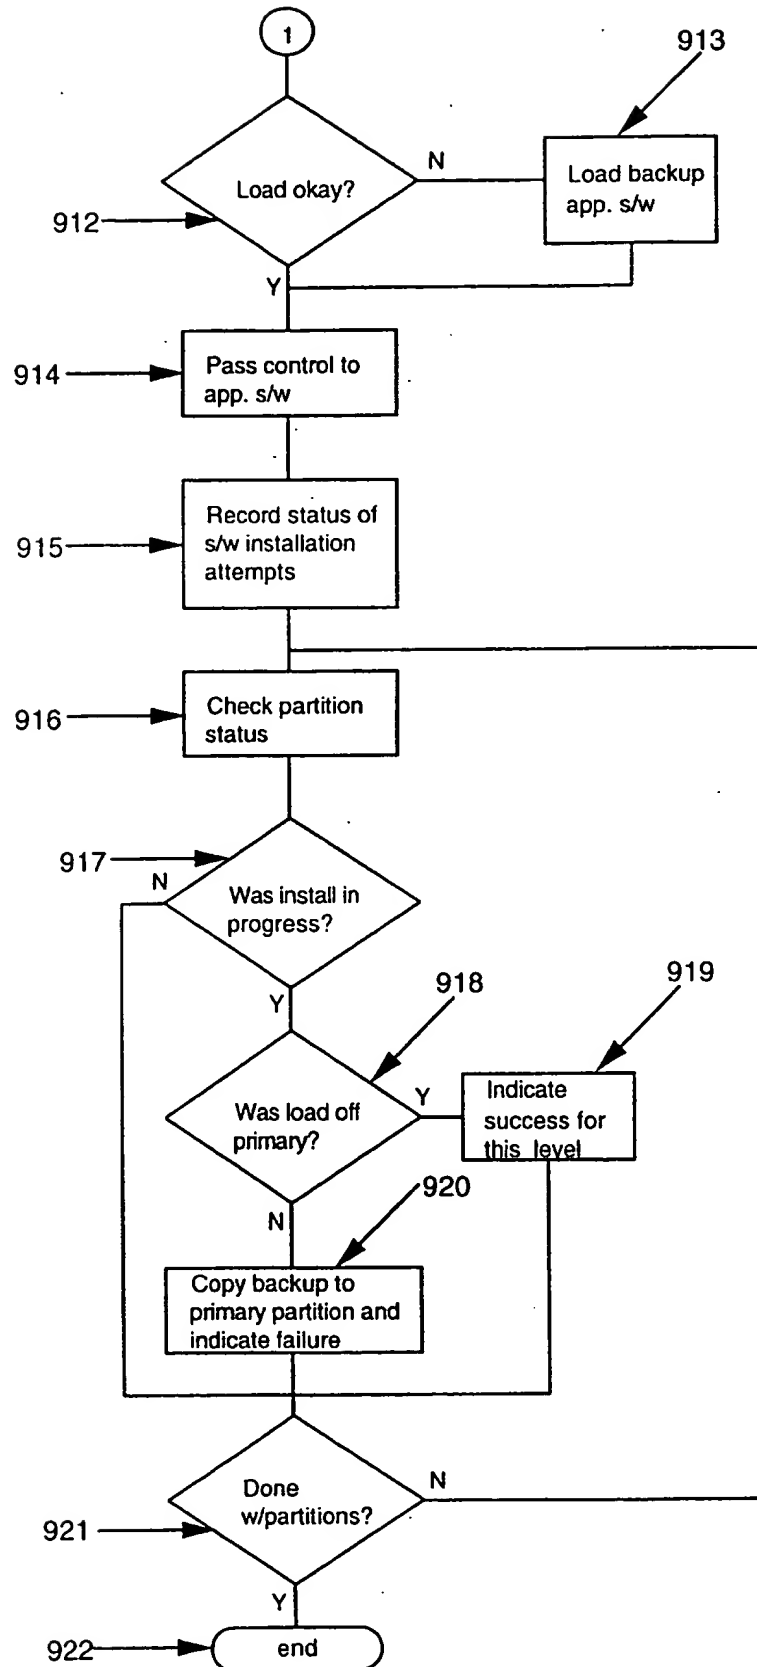 1
913
N
Load okay?
Load backup
app. s/w
912
Y
914
Pass control to
app. s/w
915
Record status of
s/w installation
attempts
916
Check partition
status
917
N
Was install in
progress?
Y
918
919
Was load off
primary?
Y
Indicate
success for
this level
920
N
Copy backup to
primary partition and
indicate failure
Done
w/partitions?
N
921
Y
922
end